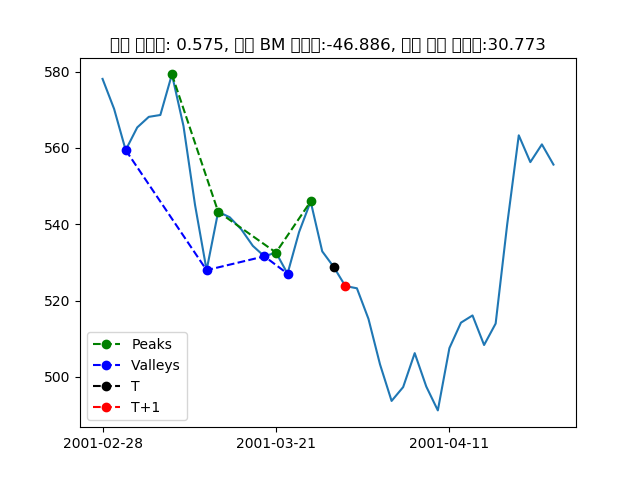 : 0.575, BM :-46.886, :30.773
580
560
540
520
500
Peaks
Valleys
T
T+1
2001-02-28 2001-03-21 2001-04-11